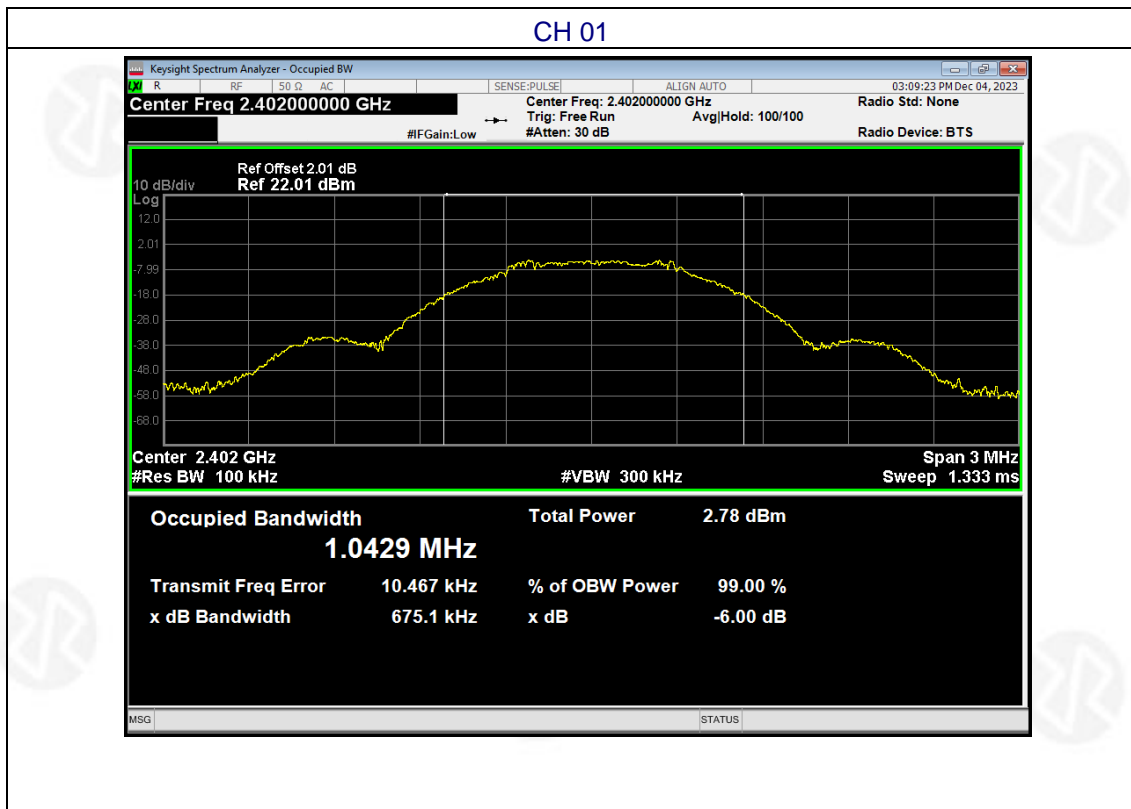 CH 01
Keysight Spectrum Analyzer - Occupied BW
LXI R RF 50 Ω AC SENSE:PULSE ALIGN AUTO 03:09:23 PM Dec 04, 2023
Center Freq 2.402000000 GHz Center Freq: 2.402000000 GHz Radio Std: None
Trig: Free Run Avg|Hold: 100/100
#IFGain:Low #Atten: 30 dB Radio Device: BTS
Ref Offset 2.01 dB
10 dB/div Ref 22.01 dBm
Log
12.0
2.01
-7.99
-18.0
-28.0
-38.0
-48.0
-58.0
-68.0
Center 2.402 GHz Span 3 MHz
#Res BW 100 kHz #VBW 300 kHz Sweep 1.333 ms
Occupied Bandwidth Total Power 2.78 dBm
1.0429 MHz
Transmit Freq Error 10.467 kHz % of OBW Power 99.00 %
x dB Bandwidth 675.1 kHz x dB -6.00 dB
MSG STATUS